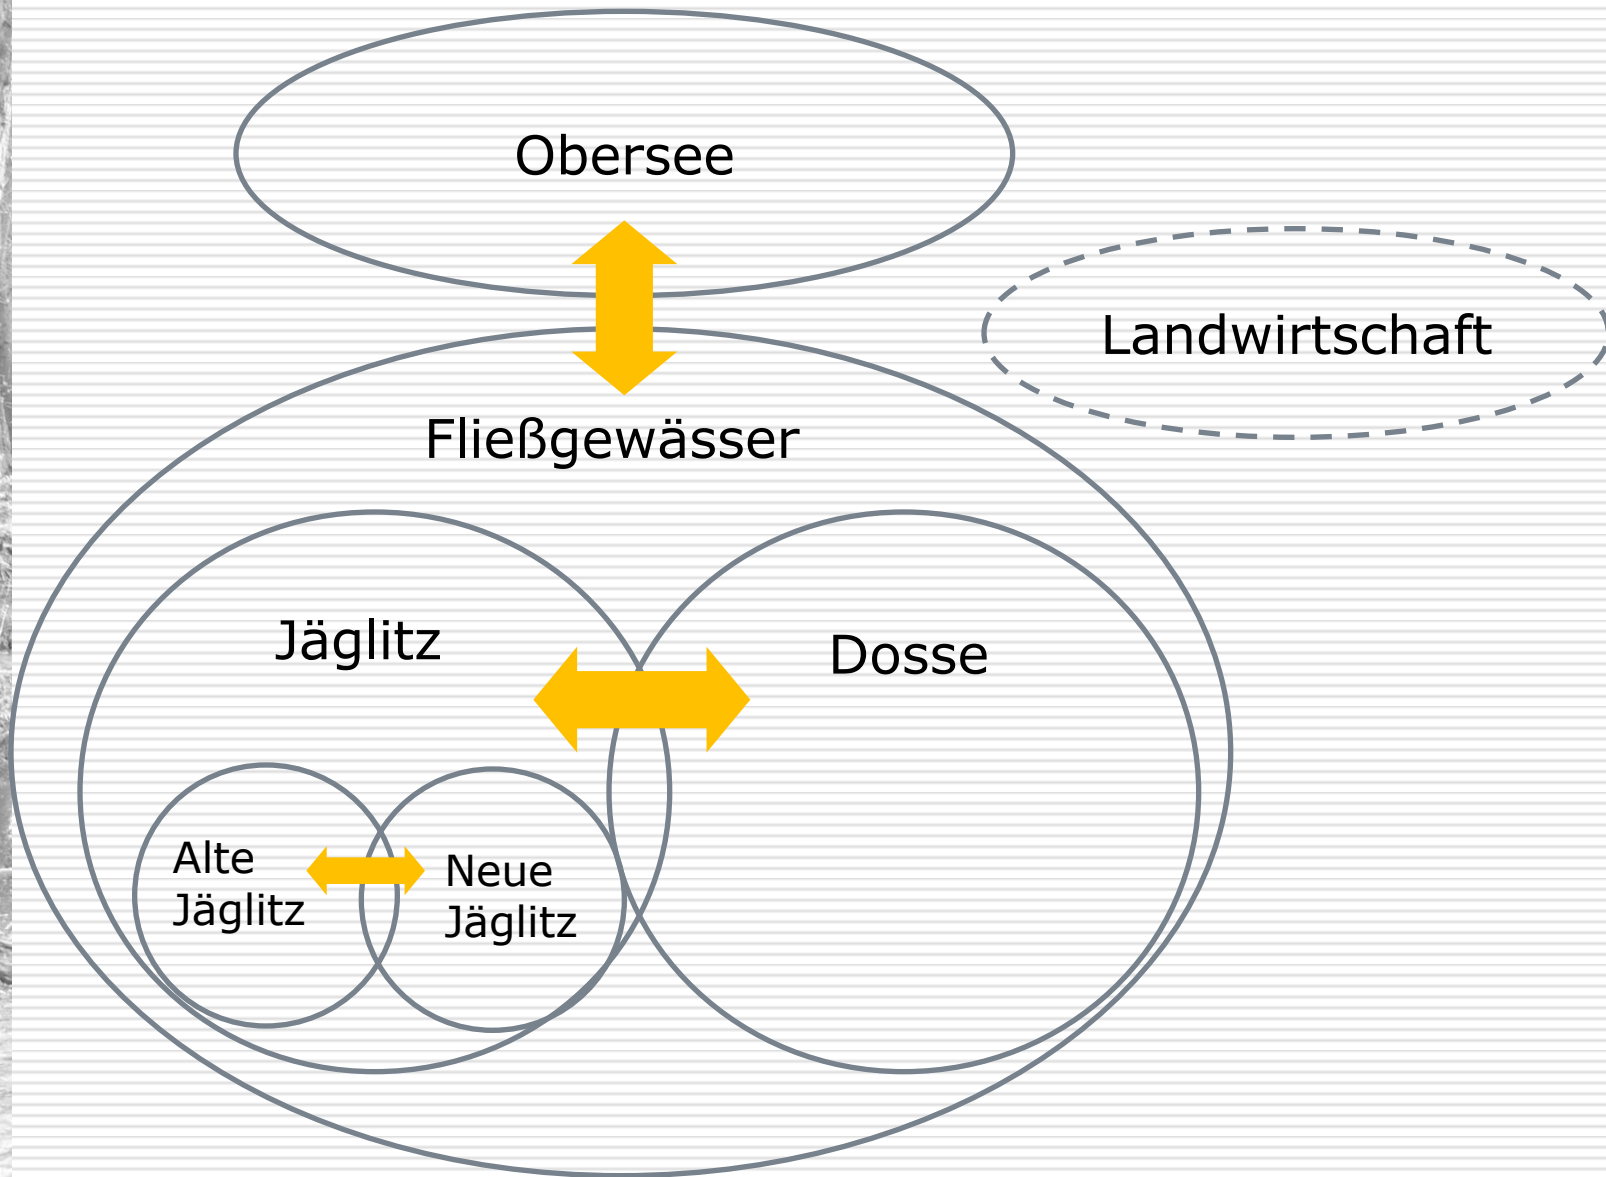 Obersee
Landwirtschaft
Fließgewässer
Jäglitz
Dosse
Alte
Jäglitz
Neue
Jäglitz